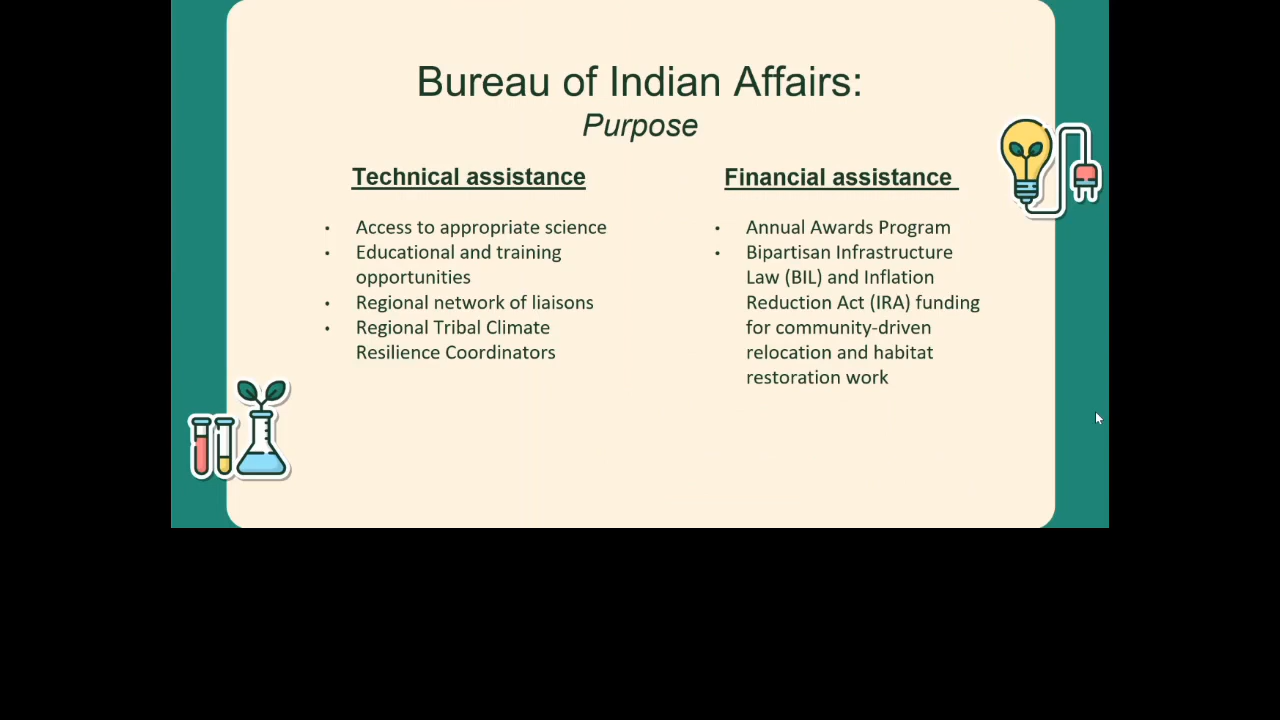 Bureau of Indian Affairs:
Purpose
Technical assistance
• Access to appropriate science
• Educational and training
opportunities
• Regional network of liaisons
• Regional Tribal Climate
Resilience Coordinators
Financial assistance
• Annual Awards Program
• Bipartisan Infrastructure
Law (BIL) and Inflation
Reduction Act (IRA) funding
for community-driven
relocation and habitat
restoration work